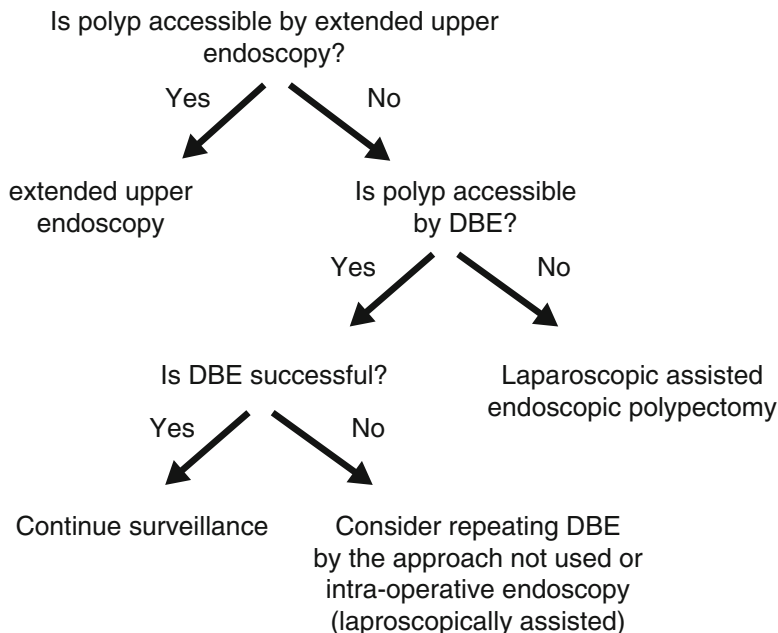 Is polyp accessible by extended upper
endoscopy?
Yes
No
extended upper
endoscopy
Is polyp accessible
by DBE?
Yes
No
Is DBE successful?
Laparoscopic assisted
endoscopic polypectomy
Yes
No
Continue surveillance
Consider repeating DBE
by the approach not used or
intra-operative endoscopy
(laproscopically assisted)